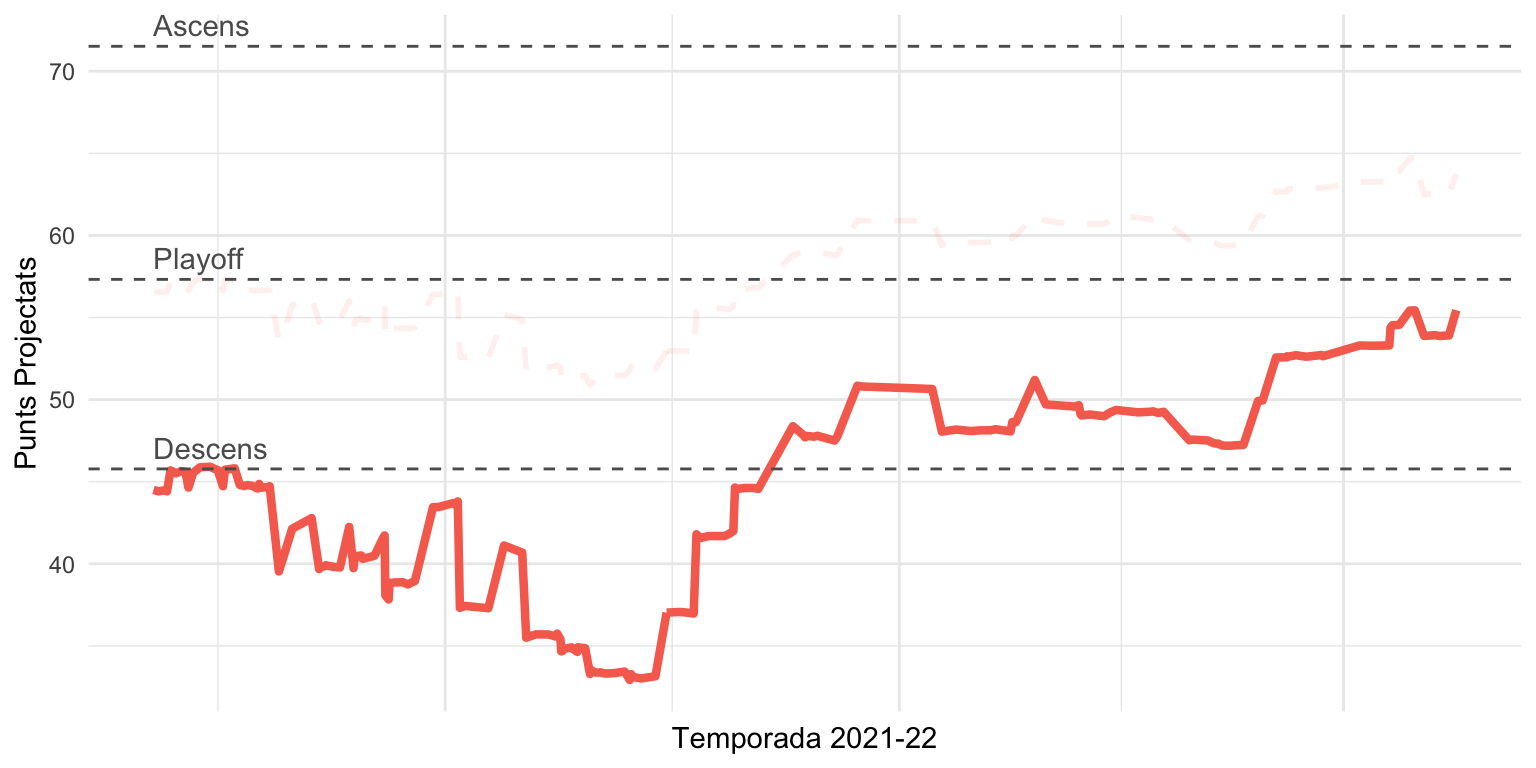 Ascens
70
60
Playoff
50
Descens
40
Punts Projectats
Temporada 2021-22